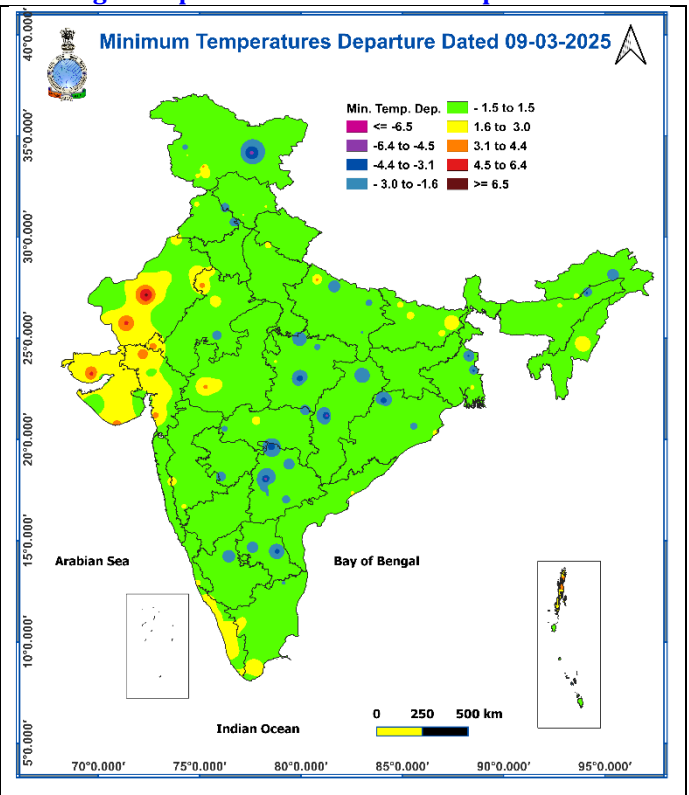 Minimum Temperatures Departure Dated 09-03-2025
Min. Temp. Dep.
<= -6.5
-6.4 to -4.5
-4.4 to -3.1
- 3.0 to -1.6
- 1.5 to 1.5
1.6 to 3.0
3.1 to 4.4
4.5 to 6.4
>= 6.5
40°0.000'
35°0.000'
30°0.000'
25°0.000'
20°0.000'
15°0.000'
10°0.000'
5°0.000'
Arabian Sea
Bay of Bengal
Indian Ocean
0 250 500 km
70°0.000' 75°0.000' 80°0.000' 85°0.000' 90°0.000' 95°0.000'